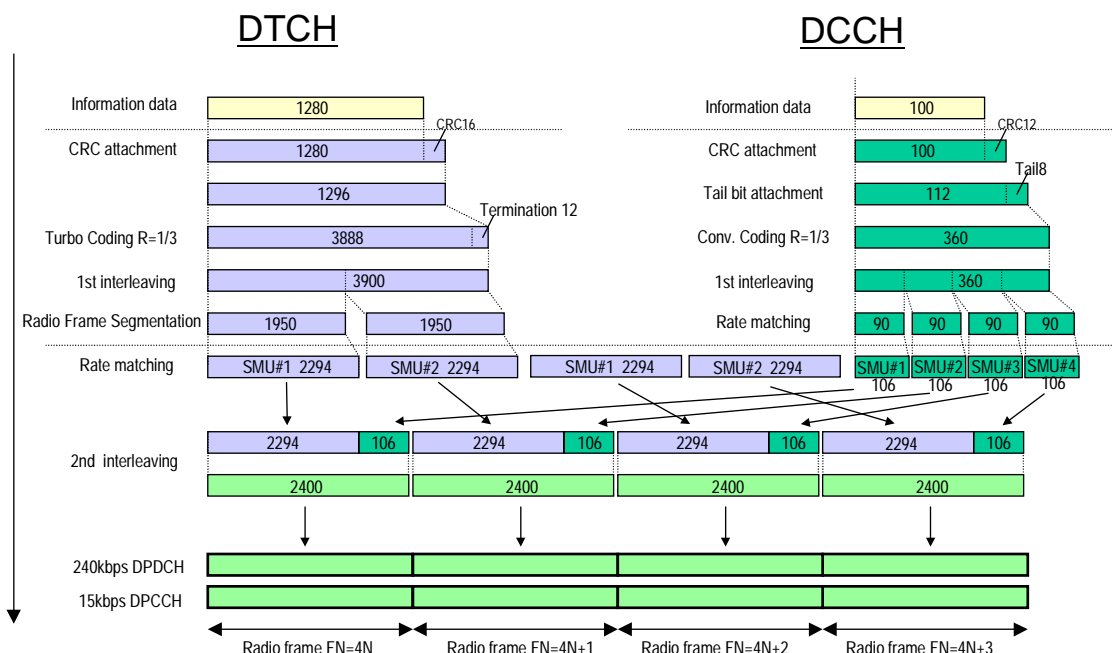 DTCH DCCH
Information data 1280 Information data 100
CRC16 CRC12
CRC attachment 1280 CRC attachment 100
Tail8
1296 Tail bit attachment 112
Termination 12
Turbo Coding R=1/3 3888 Conv. Coding R=1/3 360
1st interleaving 3900 1st interleaving 360
Radio Frame Segmentation 1950 1950 Rate matching 90 90 90 90
Rate matching SMU#1 2294 SMU#2 2294 SMU#1 2294 SMU#2 2294 SMU#1 SMU#2 SMU#3 SMU#4
106 106 106 106
2294 106 2294 106 2294 106 2294 106
2nd interleaving
2400 2400 2400 2400
240kbps DPDCH
15kbps DPCCH
Radio frame FN=4N Radio frame FN=4N+1 Radio frame FN=4N+2 Radio frame FN=4N+3